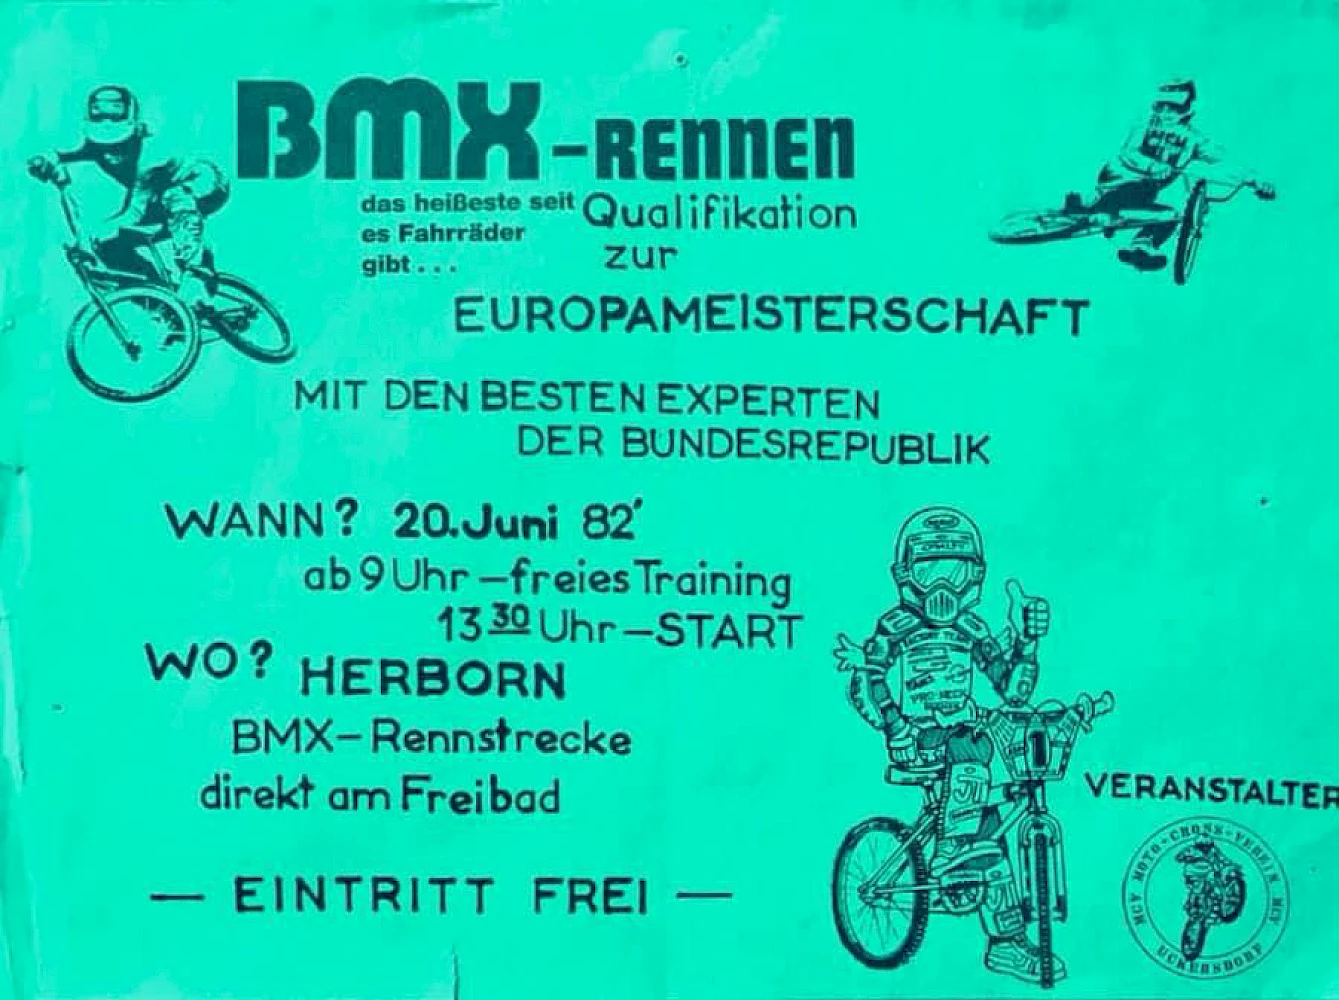 BMX-RENNEN
das heißeste seit
es Fahrräder
gibt . . .
Qualifikation
zur
EUROPAMEISTERSCHAFT
MIT DEN BESTEN EXPERTEN
DER BUNDESREPUBLIK
WANN? 20.Juni 82'
ab 9 Uhr – freies Training
13 30 Uhr – START
WO? HERBORN
BMX – Rennstrecke
direkt am Freibad
— EINTRITT FREI —
1
VERANSTALTER
MOTO-CROSS-VEREIN
UCKERSDORF